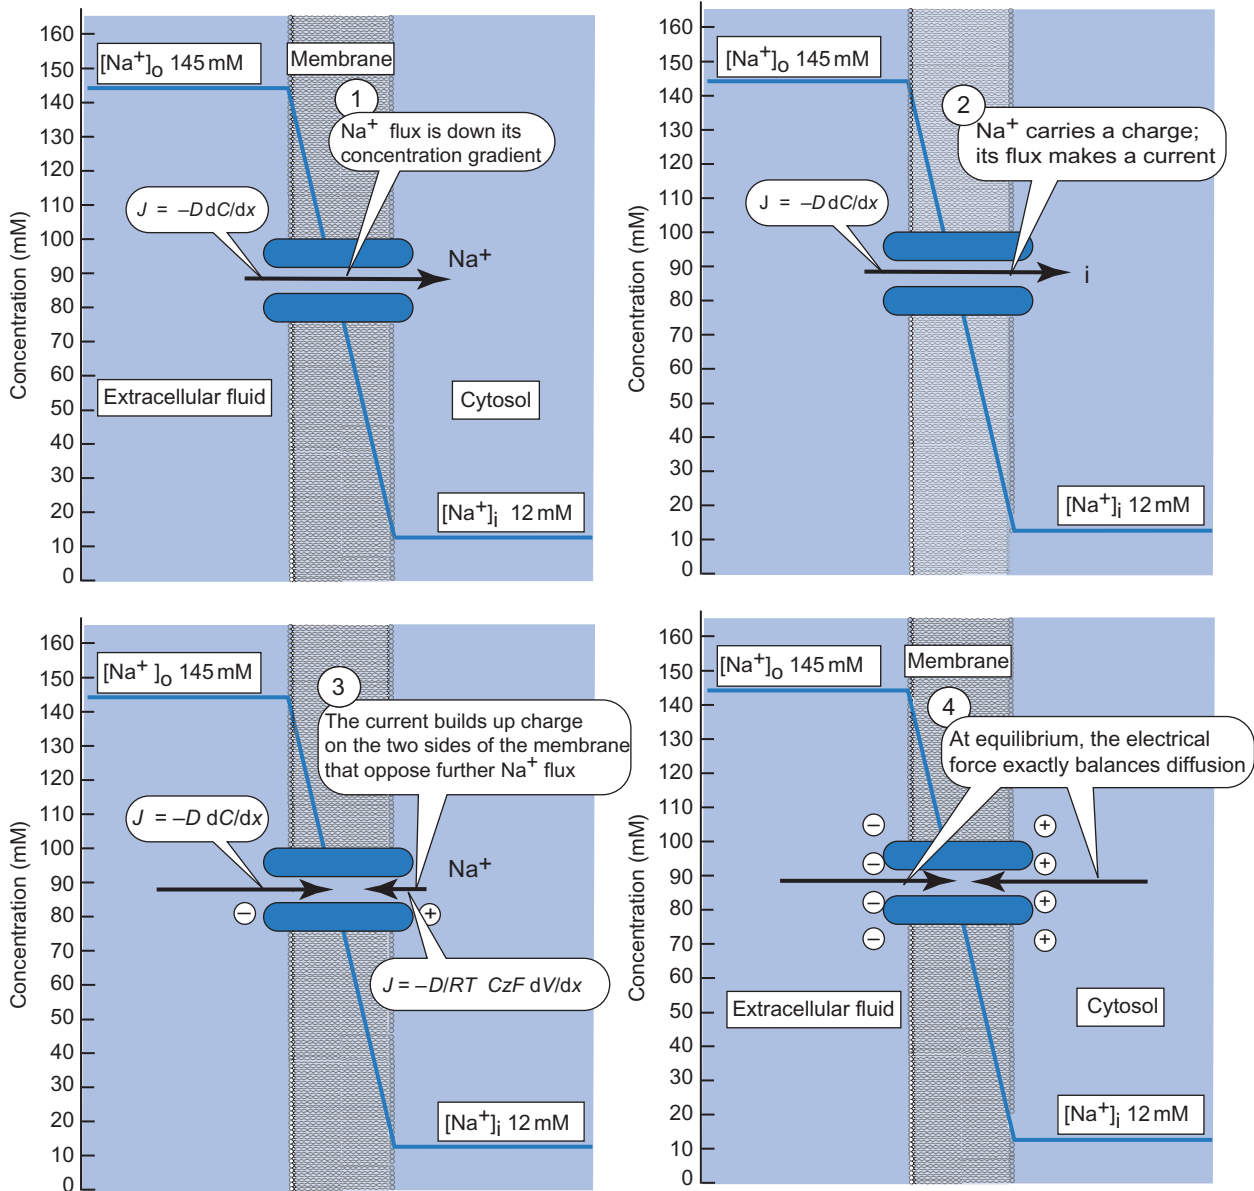 160
150
140
130
120
110
100
90
80
70
60
50
40
30
20
10
0
Concentration (mM)
[Na+]o 145 mM
Membrane
1
Na+ flux is down its
concentration gradient
J = –D dC/dx
Na+
Extracellular fluid
Cytosol
[Na+]i 12 mM
160
150
140
130
120
110
100
90
80
70
60
50
40
30
20
10
0
Concentration (mM)
[Na+]o 145 mM
2
Na+ carries a charge;
its flux makes a current
J = –D dC/dx
i
[Na+]i 12 mM
160
150
140
130
120
110
100
90
80
70
60
50
40
30
20
10
0
Concentration (mM)
[Na+]o 145 mM
3
The current builds up charge
on the two sides of the membrane
that oppose further Na+ flux
J = –D dC/dx
Na+
–
+
J = –D/RT CzF dV/dx
[Na+]i 12 mM
160
150
140
130
120
110
100
90
80
70
60
50
40
30
20
10
0
Concentration (mM)
[Na+]o 145 mM
Membrane
4
At equilibrium, the electrical
force exactly balances diffusion
– +
– +
– +
– +
Extracellular fluid
Cytosol
[Na+]i 12 mM